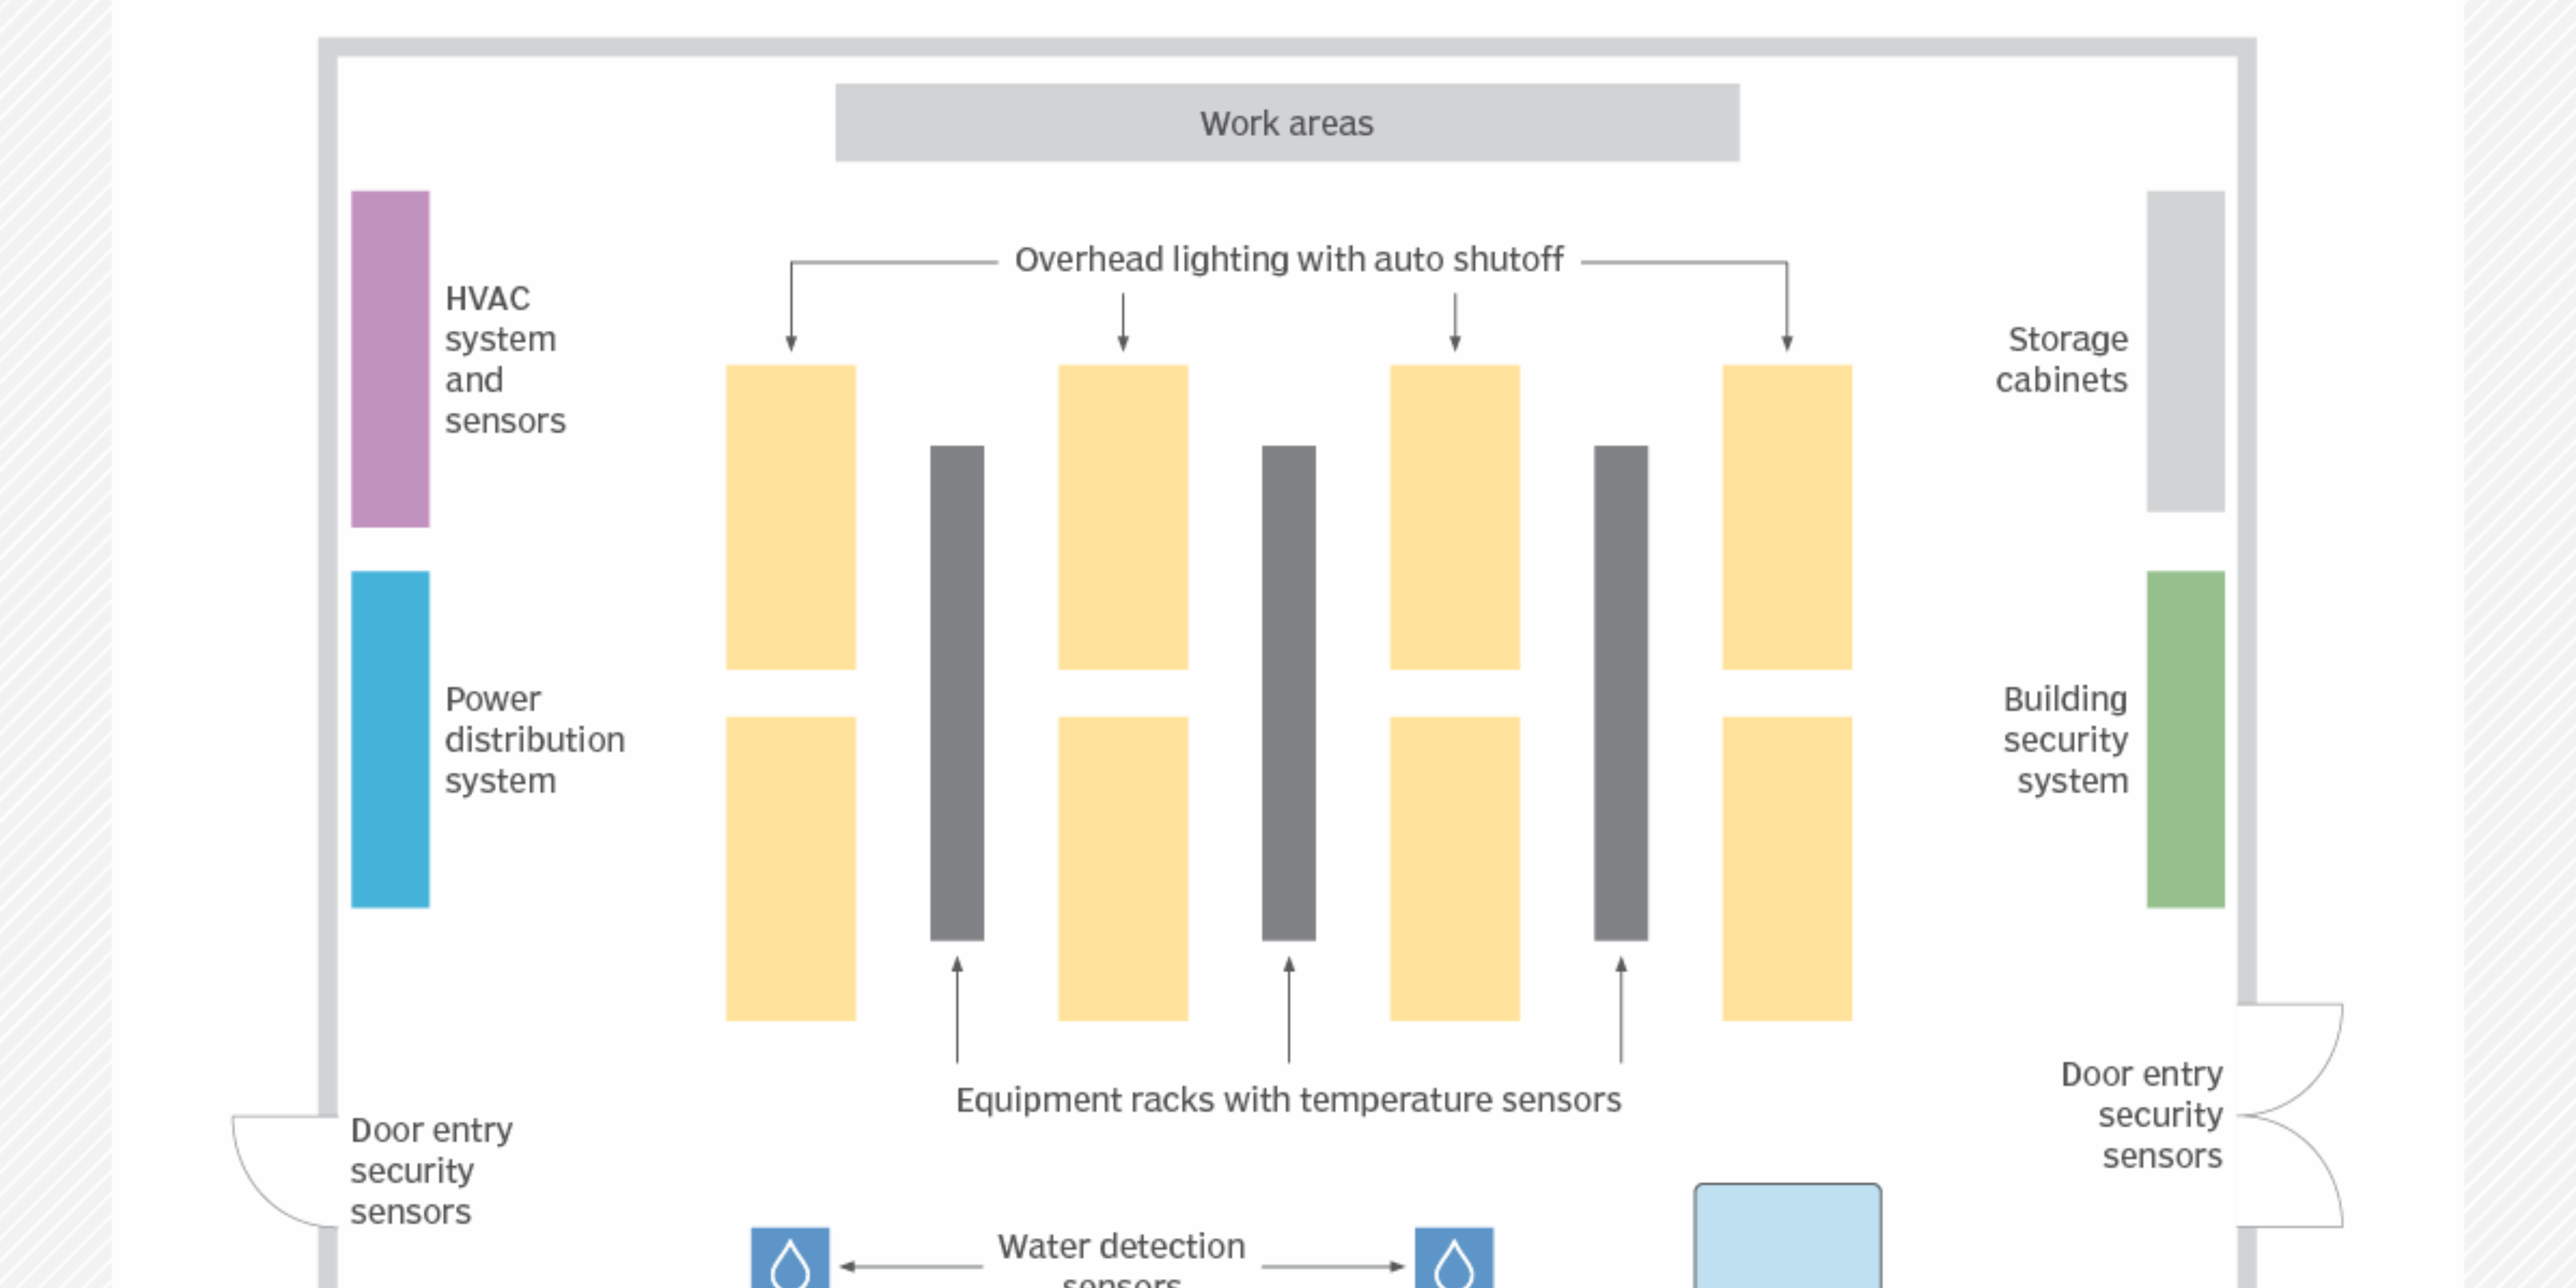 Work areas
Overhead lighting with auto shutoff
HVAC
system
and
sensors
Storage
cabinets
Power
distribution
system
Building
security
system
Equipment racks with temperature sensors
Door entry
security
sensors
Door entry
security
sensors
Water detection
sensors